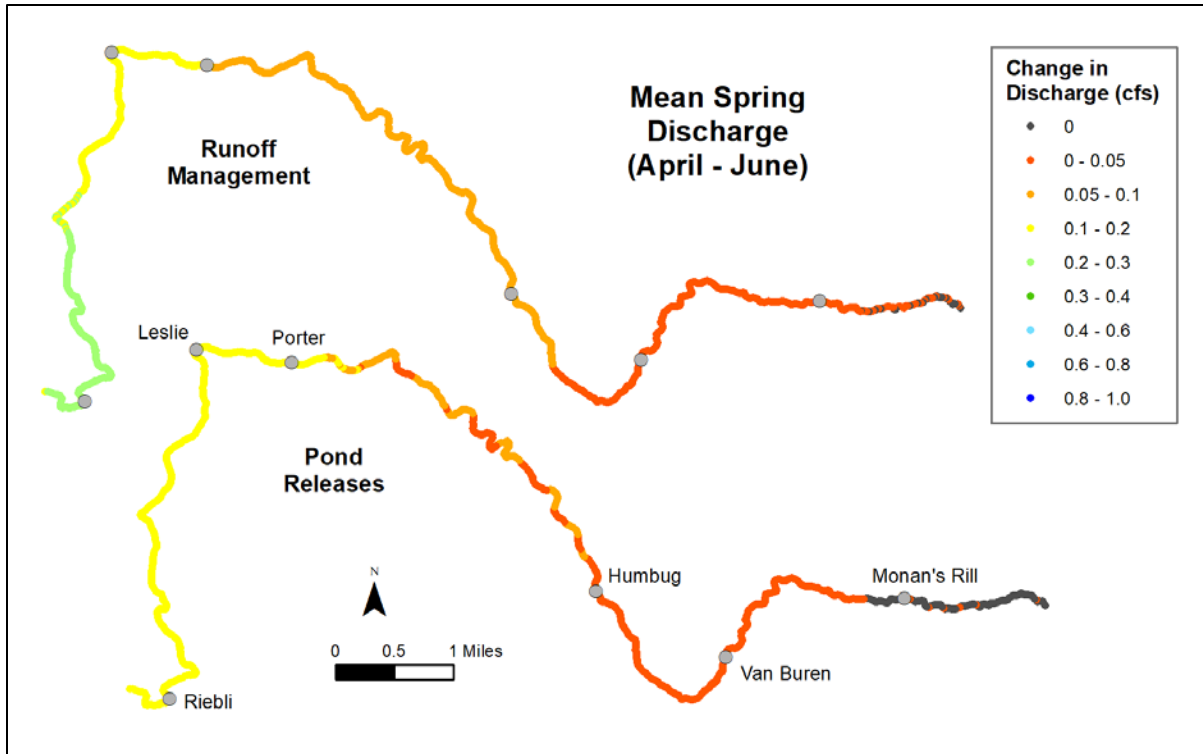 Mean Spring
Discharge
(April - June)
Runoff
Management
Change in
Discharge (cfs)
0
0 - 0.05
0.05 - 0.1
0.1 - 0.2
0.2 - 0.3
0.3 - 0.4
0.4 - 0.6
0.6 - 0.8
0.8 - 1.0
Leslie
Porter
Pond
Releases
Humbug
Monan's Rill
N
0 0.5 1 Miles
Van Buren
Riebli